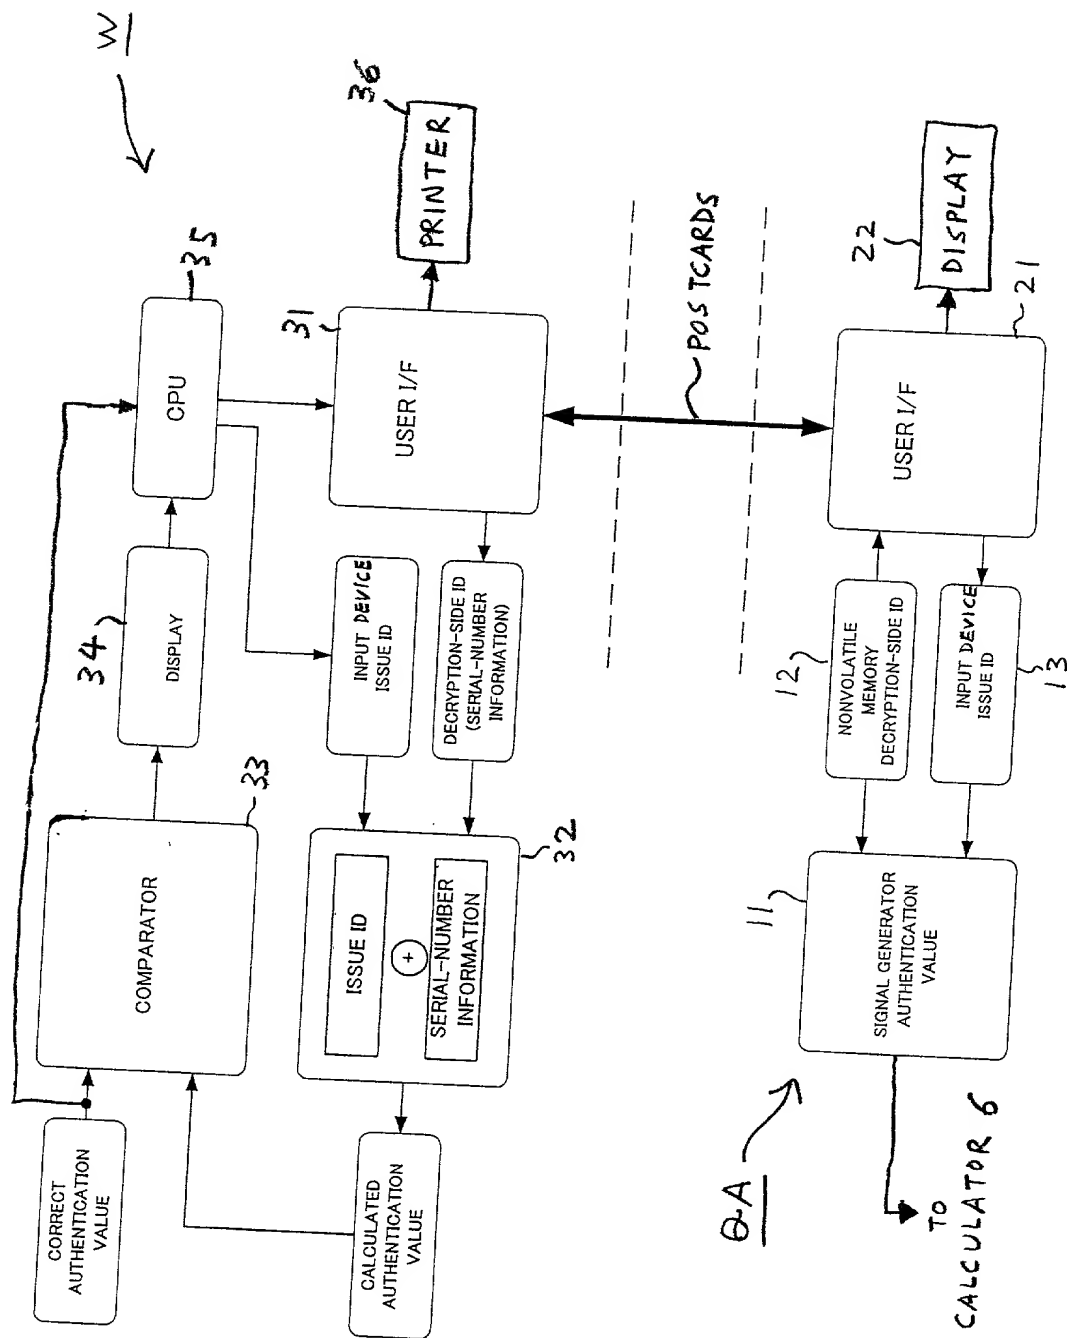 W
CORRECT
AUTHENTICATION
VALUE
COMPARATOR
33
34
DISPLAY
CPU
35
CALCULATED
AUTHENTICATION
VALUE
ISSUE ID
+
SERIAL-NUMBER
INFORMATION
32
INPUT DEVICE
ISSUE ID
DECRYPTION-SIDE ID
(SERIAL-NUMBER
INFORMATION)
31
USER I/F
36
PRINTER
POSTCARDS
QA
TO
CALCULATOR 6
11
SIGNAL GENERATOR
AUTHENTICATION
VALUE
12
NONVOLATILE
MEMORY
DECRYPTION-SIDE ID
INPUT DEVICE
ISSUE ID
13
USER I/F
21
22
DISPLAY